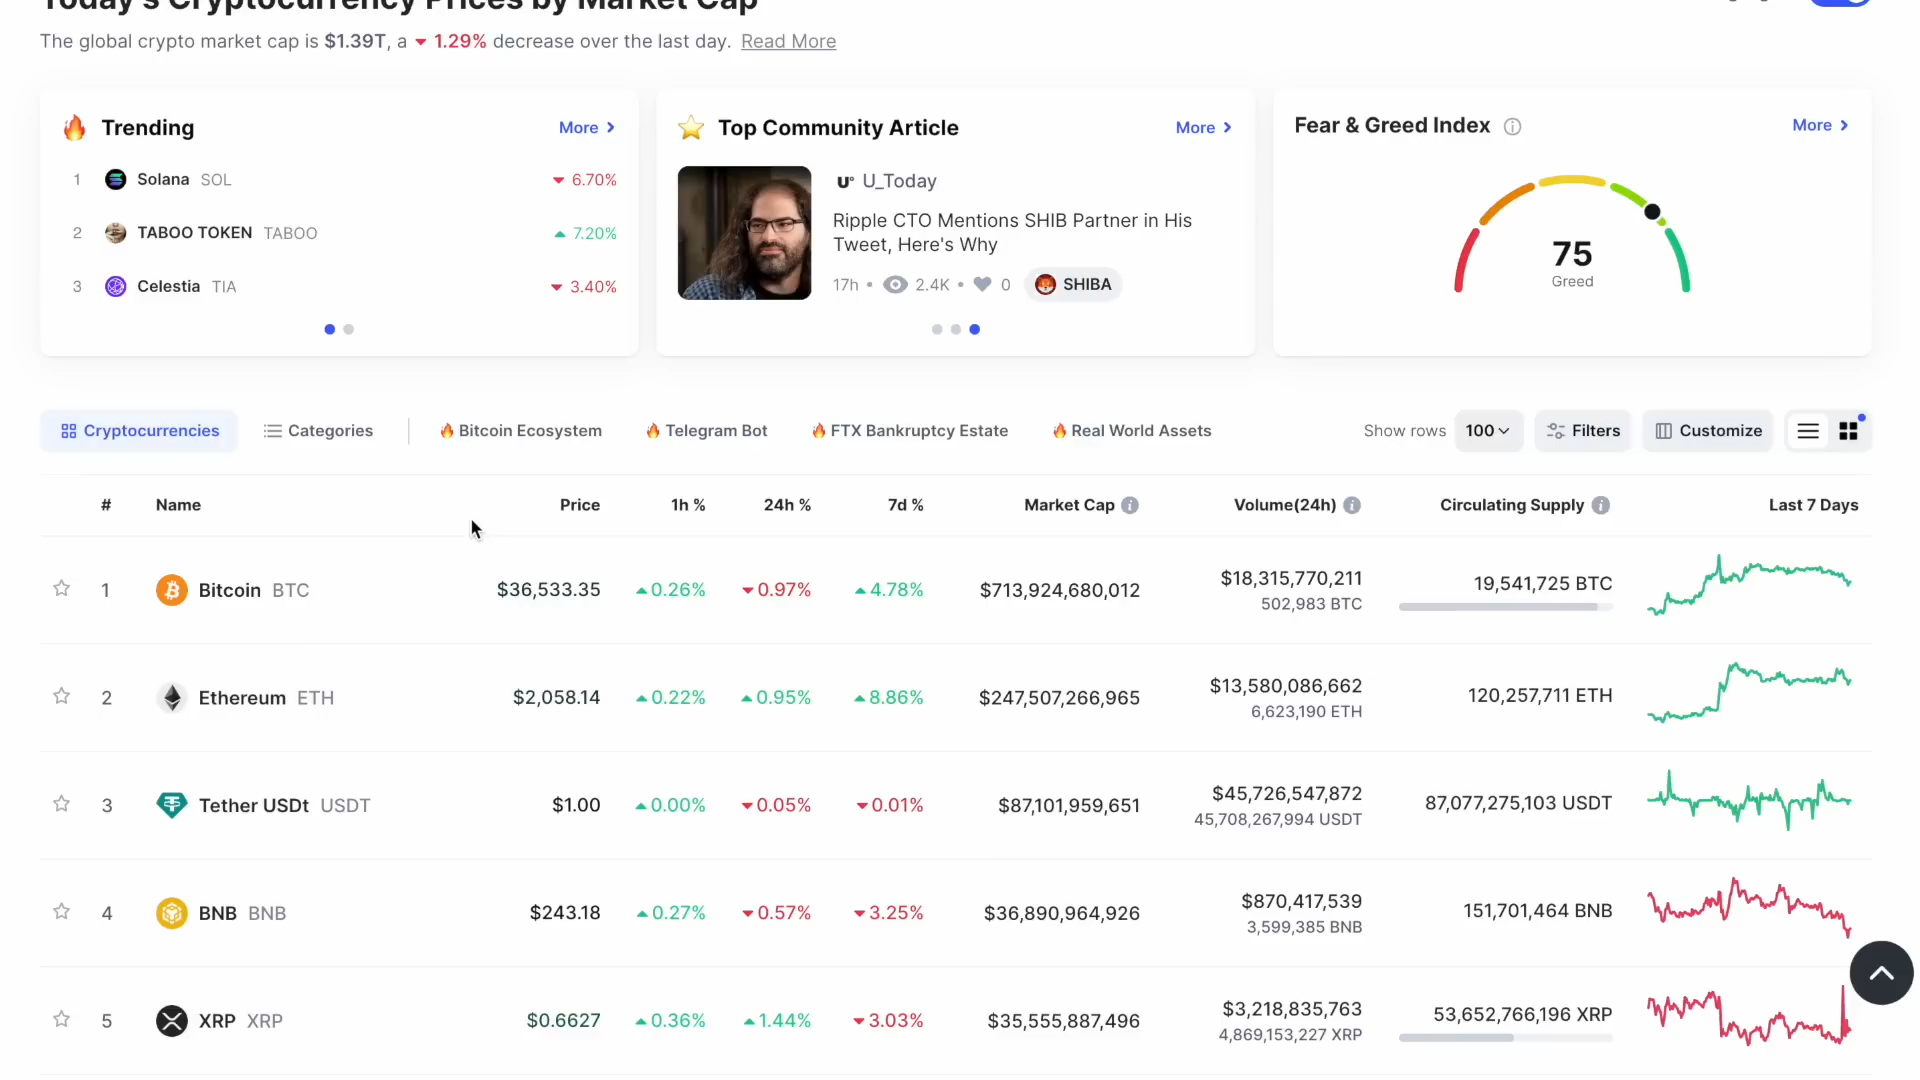 Today's Cryptocurrency Prices by Market Cap
The global crypto market cap is $1.39T, a 1.29% decrease over the last day. Read More
Trending
More
1 Solana SOL 6.70%
2 TABOO TOKEN TABOO 7.20%
3 Celestia TIA 3.40%
Top Community Article
More
U_Today
Ripple CTO Mentions SHIB Partner in His
Tweet, Here's Why
17h • 2.4K • 0 SHIBA
Fear & Greed Index
More
75
Greed
Cryptocurrencies Categories Bitcoin Ecosystem Telegram Bot FTX Bankruptcy Estate Real World Assets Show rows 100 Filters Customize
# Name Price 1h % 24h % 7d % Market Cap Volume(24h) Circulating Supply Last 7 Days
1 Bitcoin BTC $36,533.35 0.26% 0.97% 4.78% $713,924,680,012 $18,315,770,211 19,541,725 BTC
502,983 BTC
2 Ethereum ETH $2,058.14 0.22% 0.95% 8.86% $247,507,266,965 $13,580,086,662 120,257,711 ETH
6,623,190 ETH
3 Tether USDt USDT $1.00 0.00% 0.05% 0.01% $87,101,959,651 $45,726,547,872 87,077,275,103 USDT
45,708,267,994 USDT
4 BNB BNB $243.18 0.27% 0.57% 3.25% $36,890,964,926 $870,417,539 151,701,464 BNB
3,599,385 BNB
5 XRP XRP $0.6627 0.36% 1.44% 3.03% $35,555,887,496 $3,218,835,763 53,652,766,196 XRP
4,869,153,227 XRP